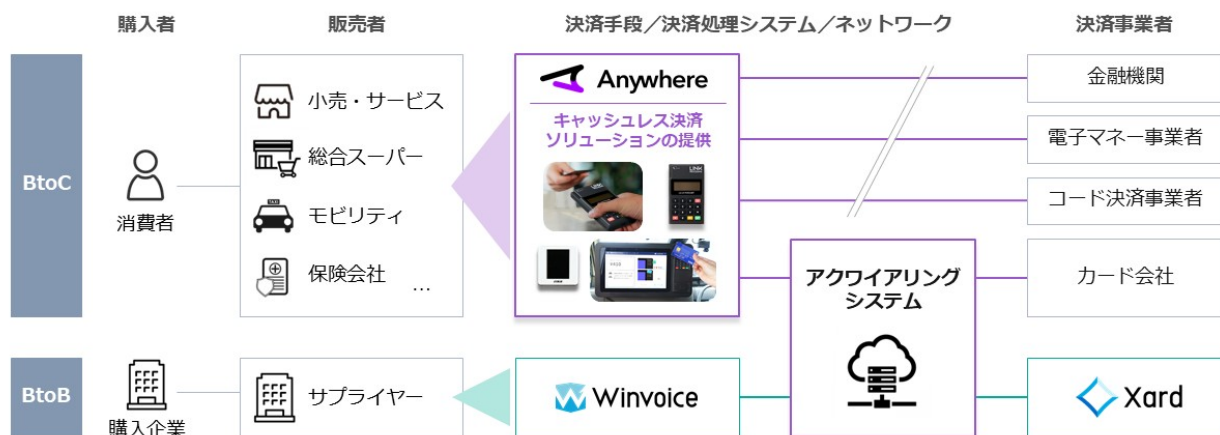 購入者
販売者
決済手段／決済処理システム／ネットワーク
決済事業者
BtoC
消費者
小売・サービス
総合スーパー
モビリティ
保険会社
…
Anywhere
キャッシュレス決済
ソリューションの提供
金融機関
電子マネー事業者
コード決済事業者
カード会社
アクワイアリング
システム
BtoB
購入企業
サプライヤー
Winvoice
Xard